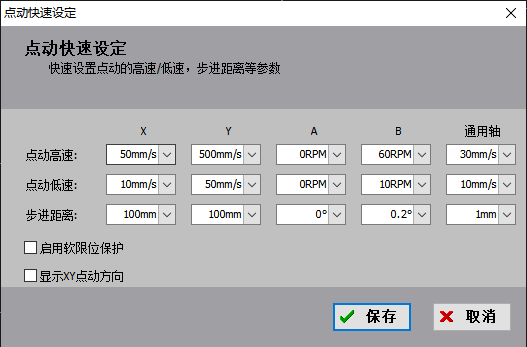 点动快速设定
点动快速设定
快速设置点动的高速/低速，步进距离等参数
X Y A B 通用轴
点动高速: 50mm/s 500mm/s 0RPM 60RPM 30mm/s
点动低速: 10mm/s 50mm/s 0RPM 10RPM 10mm/s
步进距离: 100mm 100mm 0° 0.2° 1mm
启用软限位保护
显示XY点动方向
保存 取消